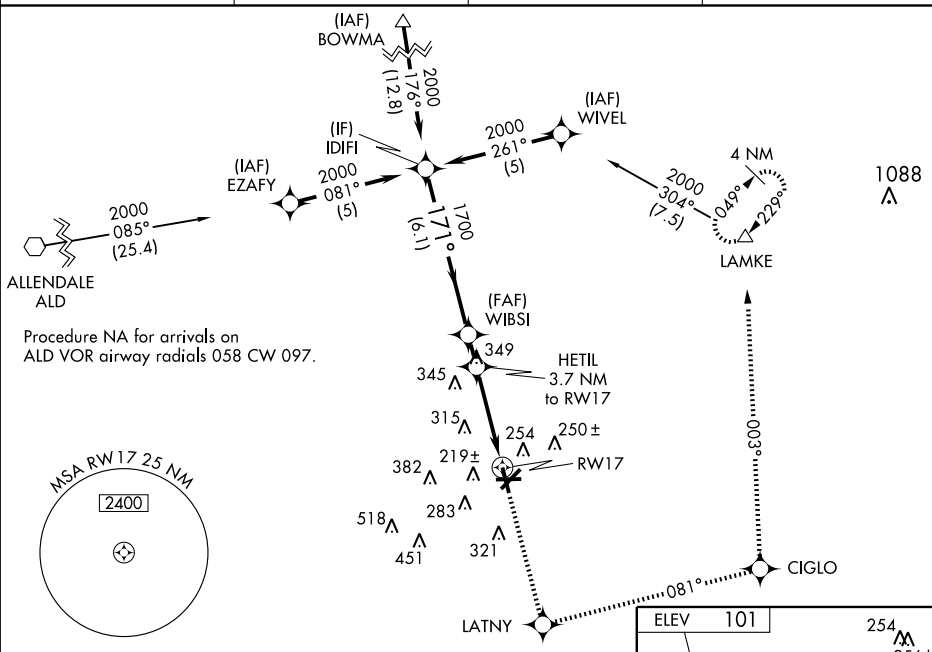 (IAF)
BOWMA
2000
176°
(12.8)
(IF)
IDIFI
(IAF)
WIVEL
2000
261°
(5)
(IAF)
EZAFY
2000
081°
(5)
4 NM
049°
229°
2000
304°
(7.5)
LAMKE
1088
2000
085°
(25.4)
ALLENDALE
ALD
1700
171°
(6.1)
(FAF)
WIBSI
Procedure NA for arrivals on
ALD VOR airway radials 058 CW 097.
349
345
HETIL
3.7 NM
to RW17
315
254
250 ±
RW17
219±
382
283
518
451
321
003°
MSA RW17 25 NM
2400
CIGLO
081°
LATNY
ELEV 101
254